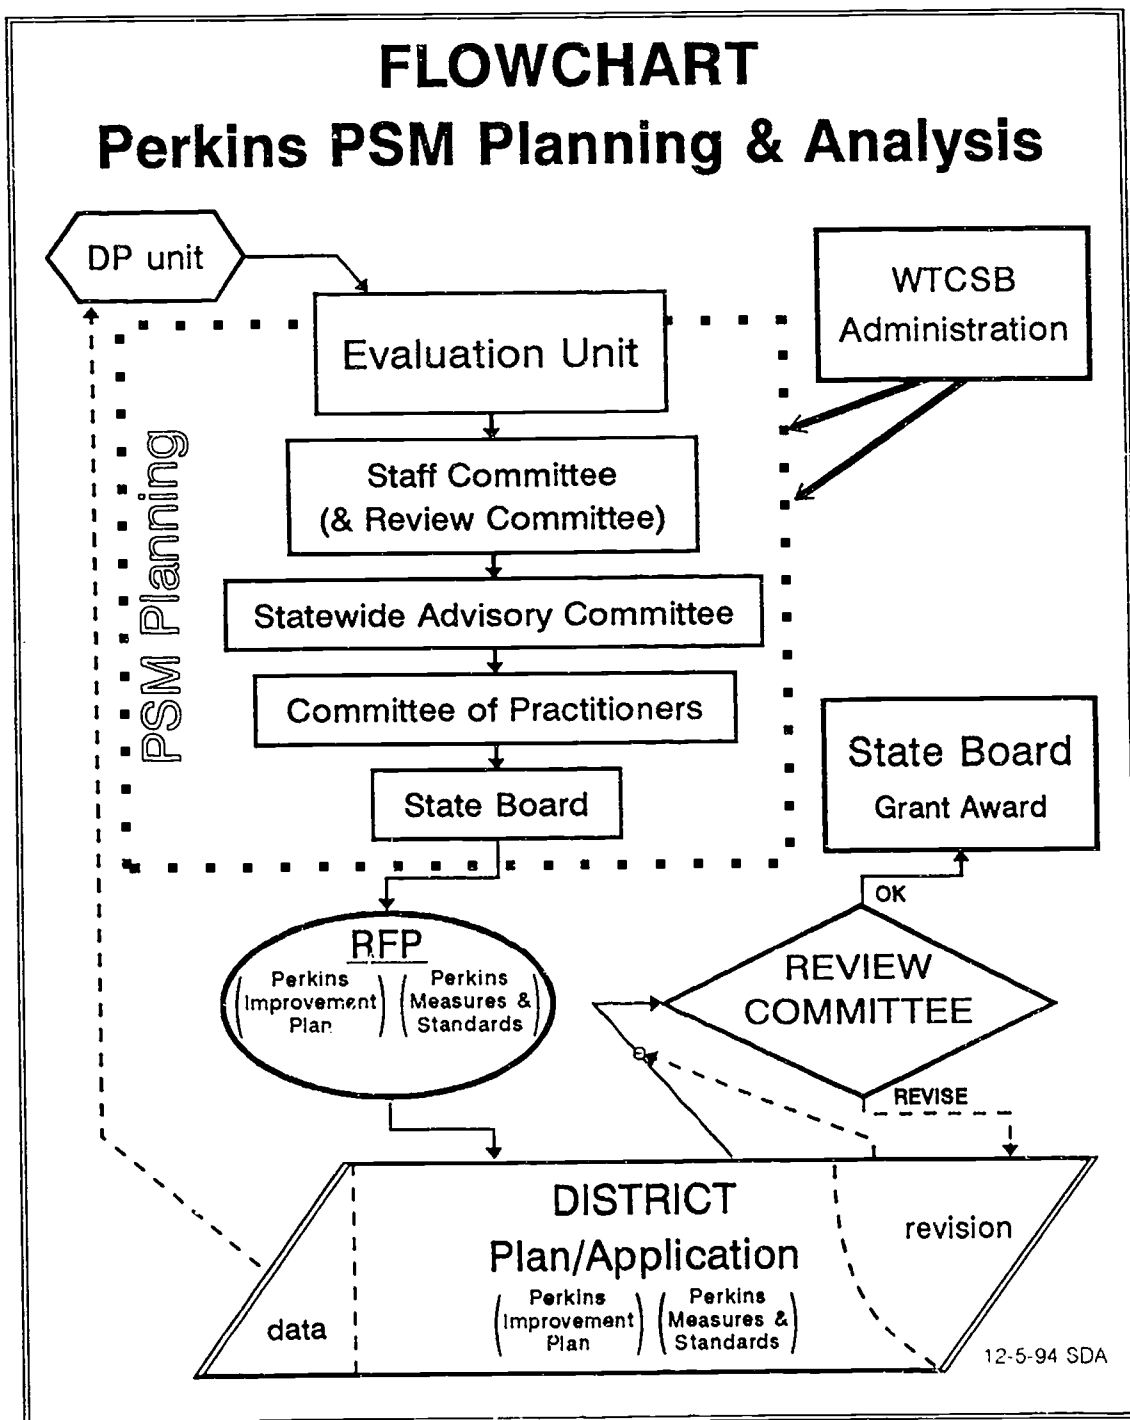 FLOWCHART
Perkins PSM Planning & Analysis
DP unit
WTCSB
Administration
Evaluation Unit
PSM Planning
Staff Committee
(& Review Committee)
Statewide Advisory Committee
Committee of Practitioners
State Board
State Board
Grant Award
OK
RFP
(Perkins
Improvement
Plan)
(Perkins
Measures &
Standards)
REVIEW
COMMITTEE
REVISE
DISTRICT
Plan/Application
(Perkins
Improvement
Plan)
(Perkins
Measures &
Standards)
revision
data
12-5-94 SDA